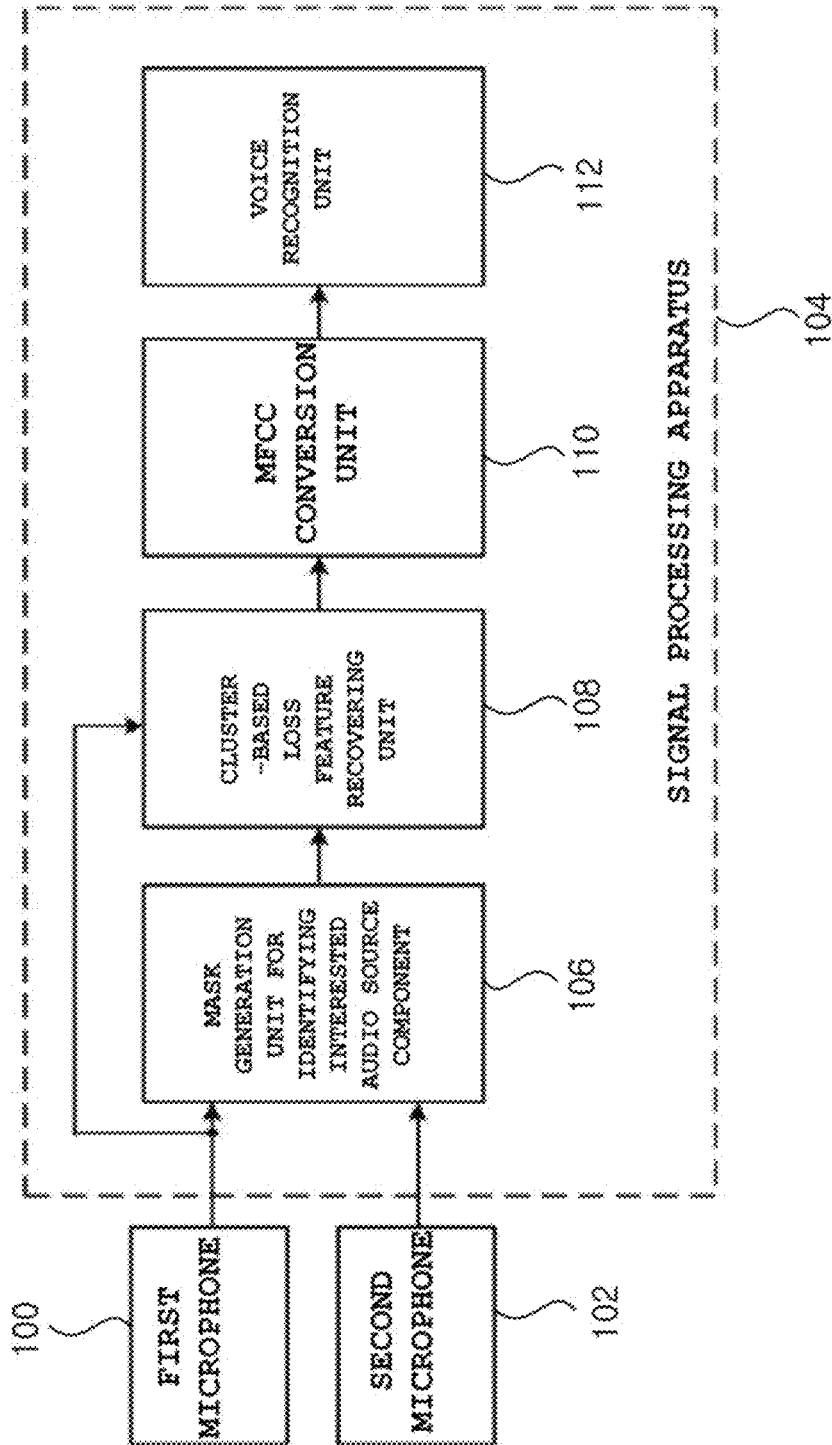 100
FIRST
MICROPHONE
SECOND
MICROPHONE
102
MASK
GENERATION
UNIT FOR
IDENTIFYING
INTERESTED
AUDIO SOURCE
COMPONENT
106
CLUSTER
-BASED
LOSS
FEATURE
RECOVERING
UNIT
108
MFCC
CONVERSION
UNIT
110
VOICE
RECOGNITION
UNIT
112
SIGNAL PROCESSING APPARATUS
104